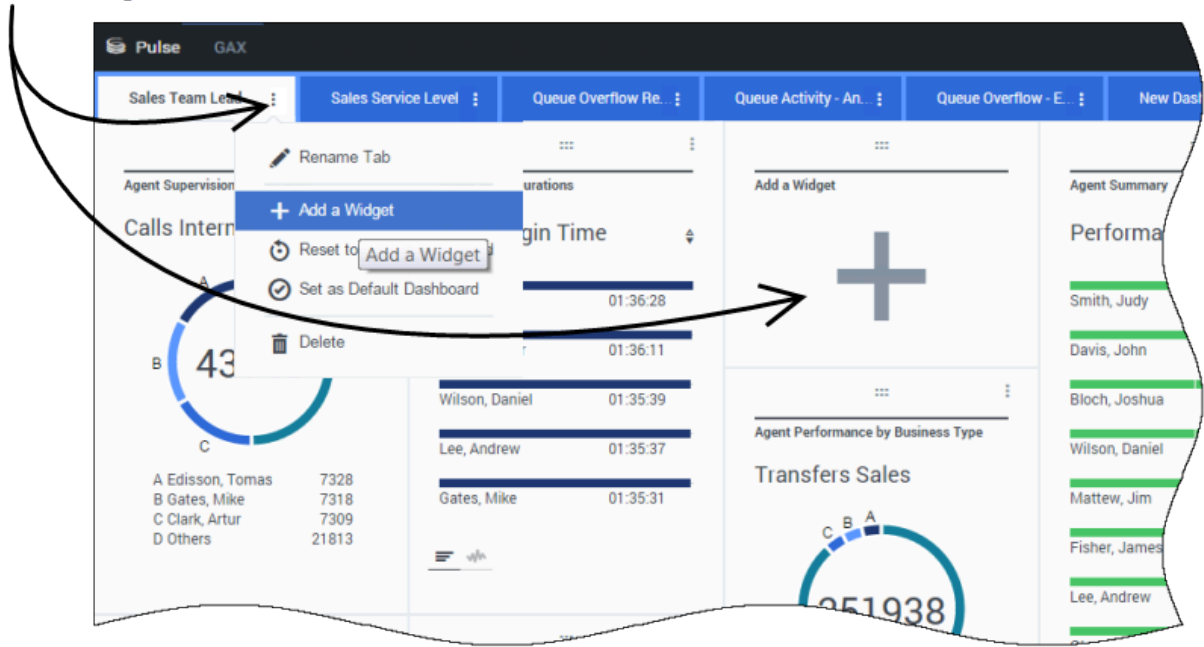 Pulse GAX
Sales Team Lead
Sales Service Level
Queue Overflow Re...
Queue Activity - An...
Queue Overflow - E...
New Dash
Rename Tab
Add a Widget
Reset to
Add a Widget
Set as Default Dashboard
Delete
Agent Supervision
Calls Intern
A
B
43
C
A Edisson, Tomas 7328
B Gates, Mike 7318
C Clark, Artur 7309
D Others 21813
urations
gin Time
01:36:28
r 01:36:11
Wilson, Daniel 01:35:39
Lee, Andrew 01:35:37
Gates, Mike 01:35:31
Add a Widget
Agent Performance by Business Type
Transfers Sales
C B A
251938
Agent Summary
Performa
Smith, Judy
Davis, John
Bloch, Joshua
Wilson, Daniel
Mattew, Jim
Fisher, James
Lee, Andrew